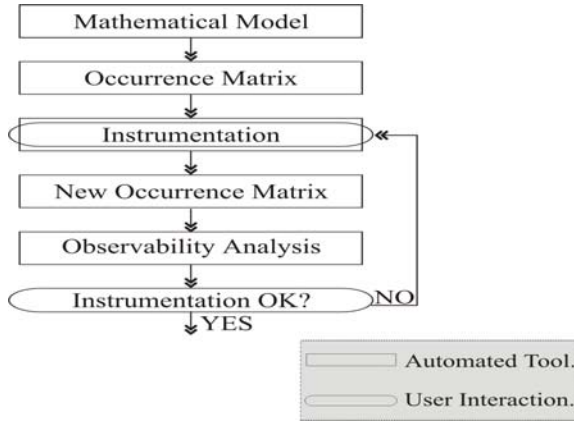 Mathematical Model
Occurrence Matrix
Instrumentation
New Occurrence Matrix
Observability Analysis
Instrumentation OK?
NO
YES
Automated Tool.
User Interaction.